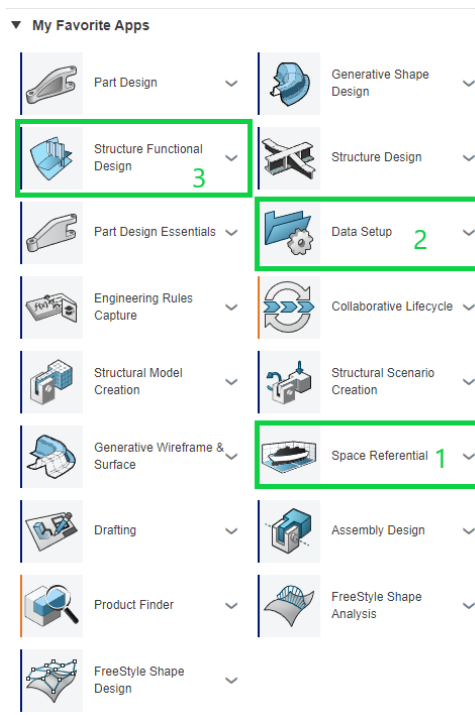 My Favorite Apps
Part Design
Generative Shape
Design
Structure Functional
Design
3
Structure Design
Part Design Essentials
Data Setup
2
Engineering Rules
Capture
Collaborative Lifecycle
Structural Model
Creation
Structural Scenario
Creation
Generative Wireframe &
Surface
Space Referential
1
Drafting
Assembly Design
Product Finder
FreeStyle Shape
Analysis
FreeStyle Shape
Design